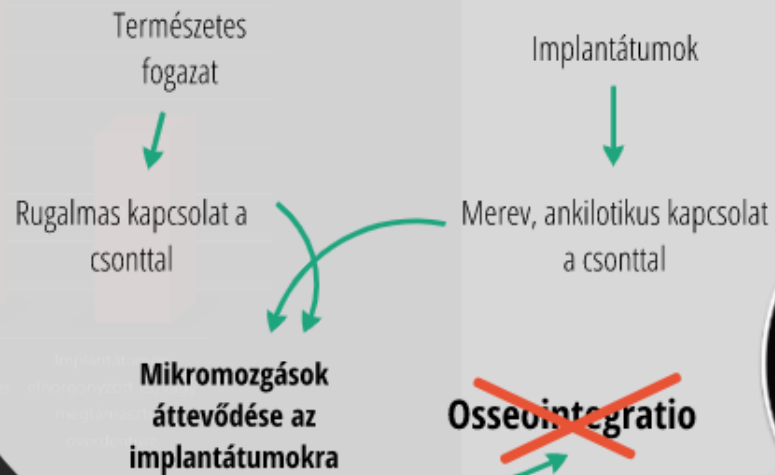 Természetes
fogazat
Implantátumok
Rugalmas kapcsolat a
csonttal
Merev, ankilotikus kapcsolat
a csonttal
Mikromozgások
áttevődése az
implantátumokra
Osseointegratio